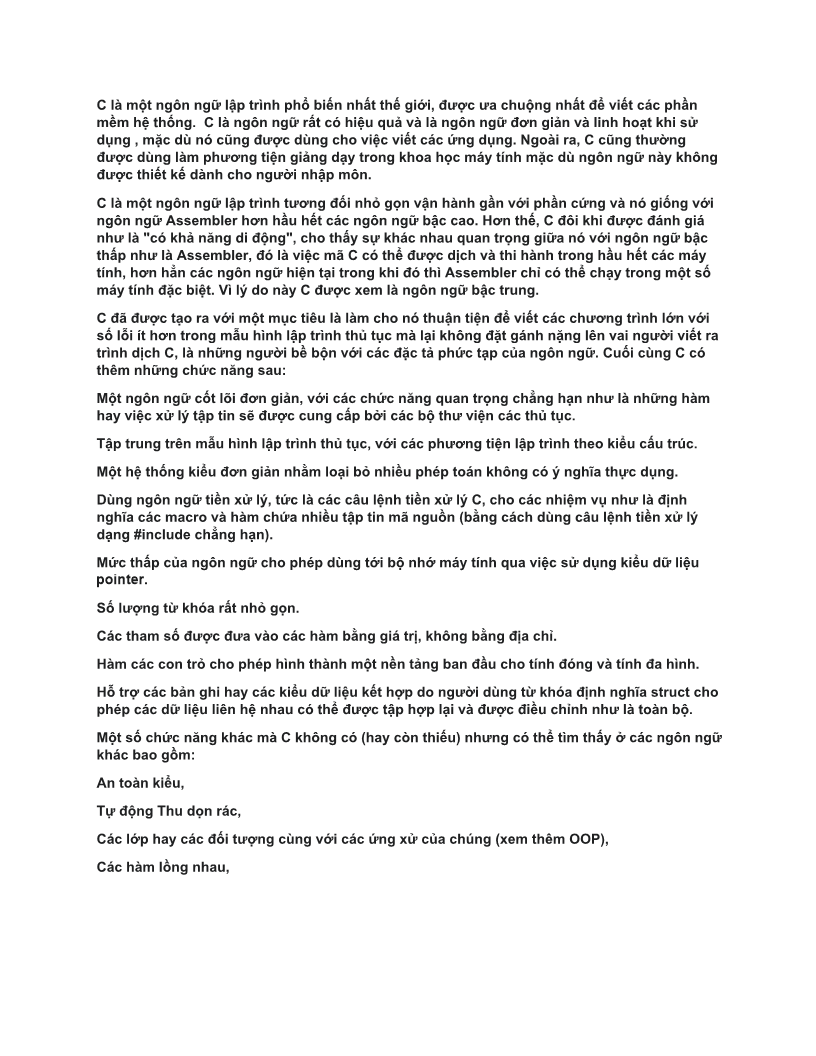 C là một ngôn ngữ lập trình phổ biến nhất thế giới, được ưa chuộng nhất để viết các phần
mềm hệ thống.  C là ngôn ngữ rất có hiệu quả và là ngôn ngữ đơn giản và linh hoạt khi sử
dụng , mặc dù nó cũng được dùng cho việc viết các ứng dụng. Ngoài ra, C cũng thường
được dùng làm phương tiện giảng dạy trong khoa học máy tính mặc dù ngôn ngữ này không
được thiết kế dành cho người nhập môn.
C là một ngôn ngữ lập trình tương đối nhỏ gọn vận hành gần với phần cứng và nó giống với
ngôn ngữ Assembler hơn hầu hết các ngôn ngữ bậc cao. Hơn thế, C đôi khi được đánh giá
như là "có khả năng di động", cho thấy sự khác nhau quan trọng giữa nó với ngôn ngữ bậc
thấp như là Assembler, đó là việc mã C có thể được dịch và thi hành trong hầu hết các máy
tính, hơn hẳn các ngôn ngữ hiện tại trong khi đó thì Assembler chỉ có thể chạy trong một số
máy tính đặc biệt. Vì lý do này C được xem là ngôn ngữ bậc trung.
C đã được tạo ra với một mục tiêu là làm cho nó thuận tiện để viết các chương trình lớn với
số lỗi ít hơn trong mẫu hình lập trình thủ tục mà lại không đặt gánh nặng lên vai người viết ra
trình dịch C, là những người bề bộn với các đặc tả phức tạp của ngôn ngữ. Cuối cùng C có
thêm những chức năng sau:
Một ngôn ngữ cốt lõi đơn giản, với các chức năng quan trọng chẳng hạn như là những hàm
hay việc xử lý tập tin sẽ được cung cấp bởi các bộ thư viện các thủ tục.
Tập trung trên mẫu hình lập trình thủ tục, với các phương tiện lập trình theo kiểu cấu trúc.
Một hệ thống kiểu đơn giản nhằm loại bỏ nhiều phép toán không có ý nghĩa thực dụng.
Dùng ngôn ngữ tiền xử lý, tức là các câu lệnh tiền xử lý C, cho các nhiệm vụ như là định
nghĩa các macro và hàm chứa nhiều tập tin mã nguồn (bằng cách dùng câu lệnh tiền xử lý
dạng #include chẳng hạn).
Mức thấp của ngôn ngữ cho phép dùng tới bộ nhớ máy tính qua việc sử dụng kiểu dữ liệu
pointer.
Số lượng từ khóa rất nhỏ gọn.
Các tham số được đưa vào các hàm bằng giá trị, không bằng địa chỉ.
Hàm các con trỏ cho phép hình thành một nền tảng ban đầu cho tính đóng và tính đa hình.
Hỗ trợ các bản ghi hay các kiểu dữ liệu kết hợp do người dùng từ khóa định nghĩa struct cho
phép các dữ liệu liên hệ nhau có thể được tập hợp lại và được điều chỉnh như là toàn bộ.
Một số chức năng khác mà C không có (hay còn thiếu) nhưng có thể tìm thấy ở các ngôn ngữ
khác bao gồm:
An toàn kiểu,
Tự động Thu dọn rác,
Các lớp hay các đối tượng cùng với các ứng xử của chúng (xem thêm OOP),
Các hàm lồng nhau,